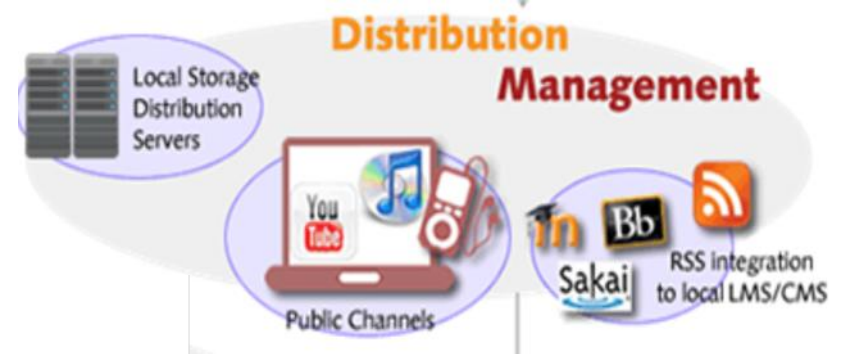 Distribution
Management
Local Storage
Distribution
Servers
You
Tube
Public Channels
m
Bb
Sakai
RSS integration
to local LMS/CMS